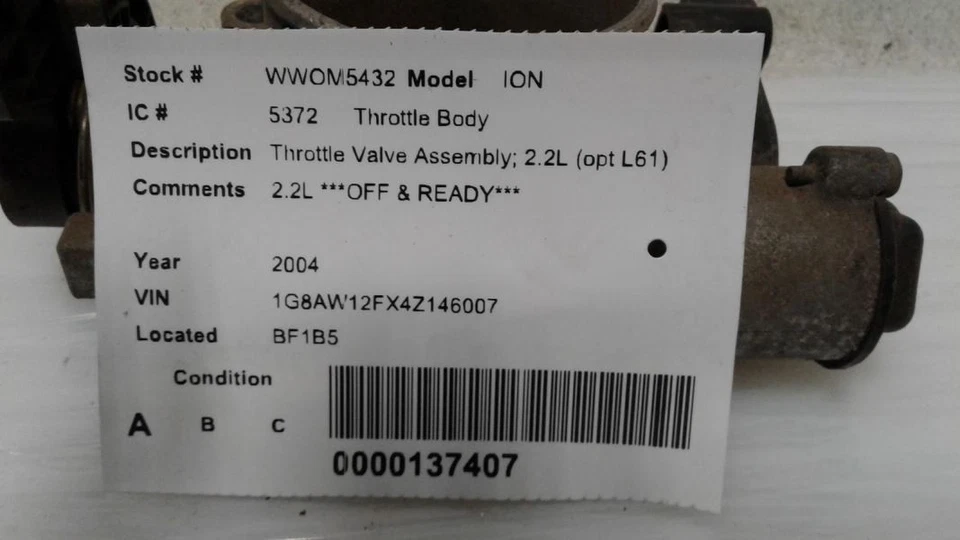 Stock # WWOM5432 Model ION
IC # 5372 Throttle Body
Description Throttle Valve Assembly; 2.2L (opt L61)
Comments 2.2L ***OFF & READY***
Year 2004
VIN 1G8AW12FX4Z146007
Located BF1B5
Condition
A B C
0000137407